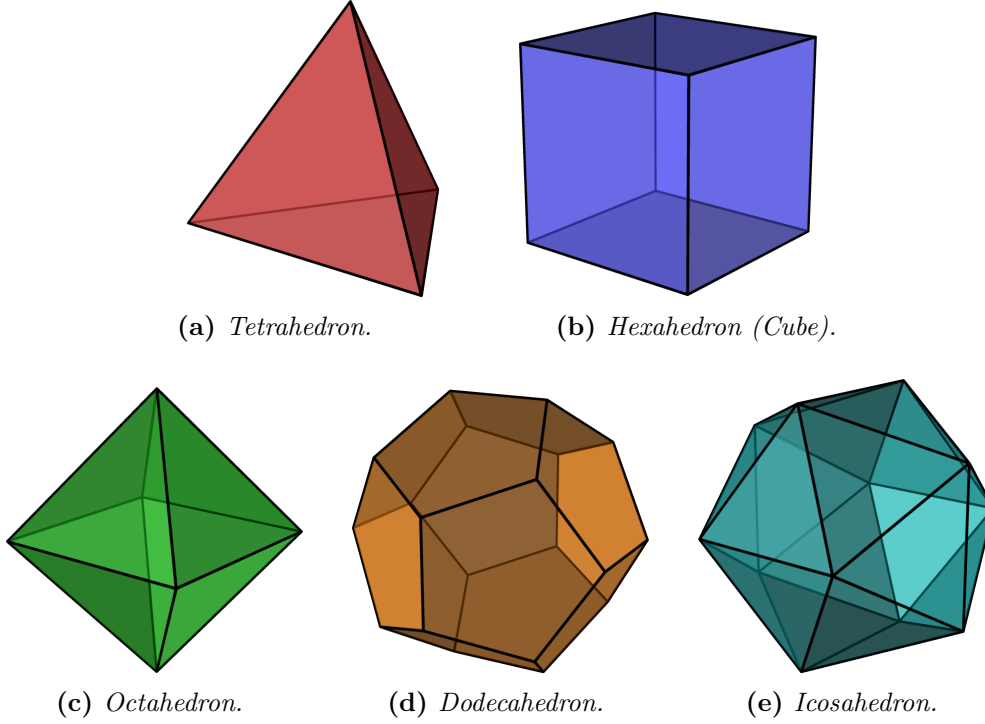 (a) Tetrahedron.
(b) Hexahedron (Cube).
(c) Octahedron.
(d) Dodecahedron.
(e) Icosahedron.